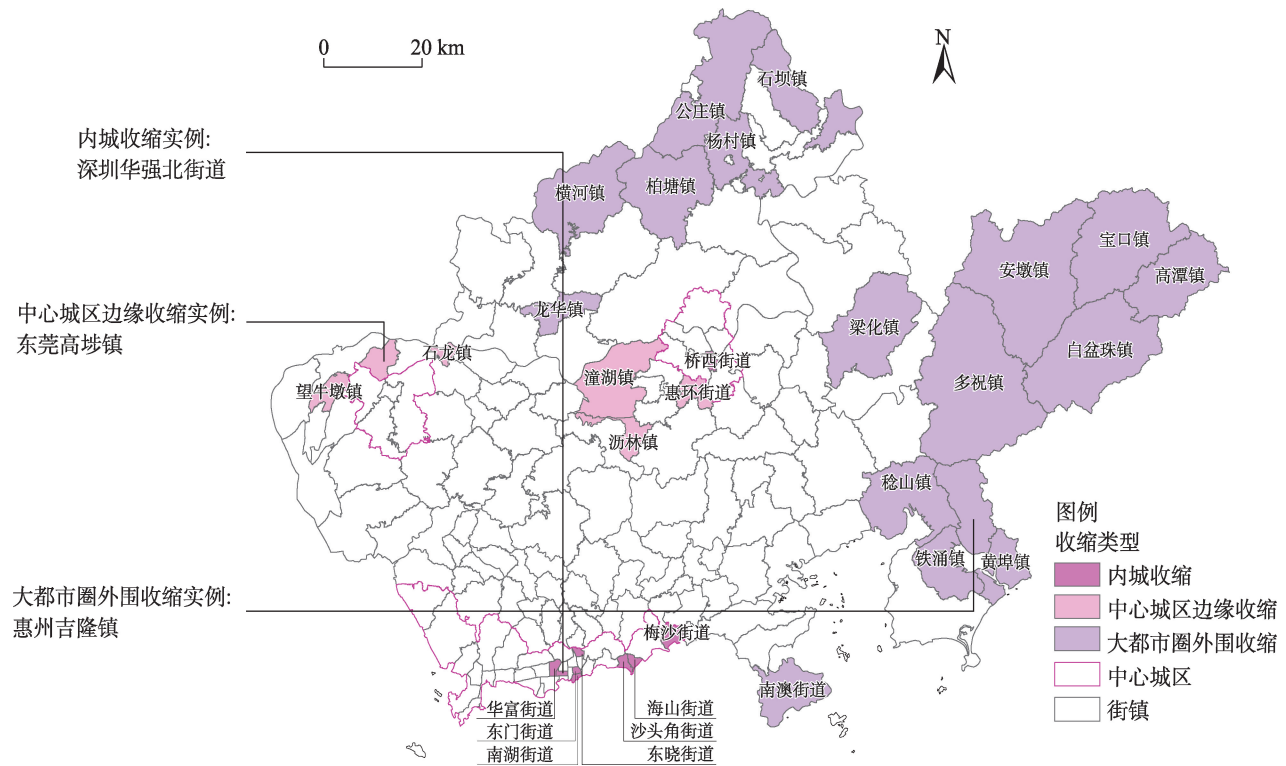 0 20 km
N
内城收缩实例:
深圳华强北街道
中心城区边缘收缩实例:
东莞高埗镇
大都市圈外围收缩实例:
惠州吉隆镇
石坝镇
公庄镇
杨村镇
横河镇
柏塘镇
宝口镇
安墩镇
高潭镇
龙华镇
梁化镇
白盆珠镇
石龙镇
桥西街道
潼湖镇
望牛墩镇
惠环街道
多祝镇
沥林镇
稔山镇
铁涌镇
黄埠镇
梅沙街道
南澳街道
华富街道
海山街道
东门街道
沙头角街道
南湖街道
东晓街道
图例
收缩类型
内城收缩
中心城区边缘收缩
大都市圈外围收缩
中心城区
街镇